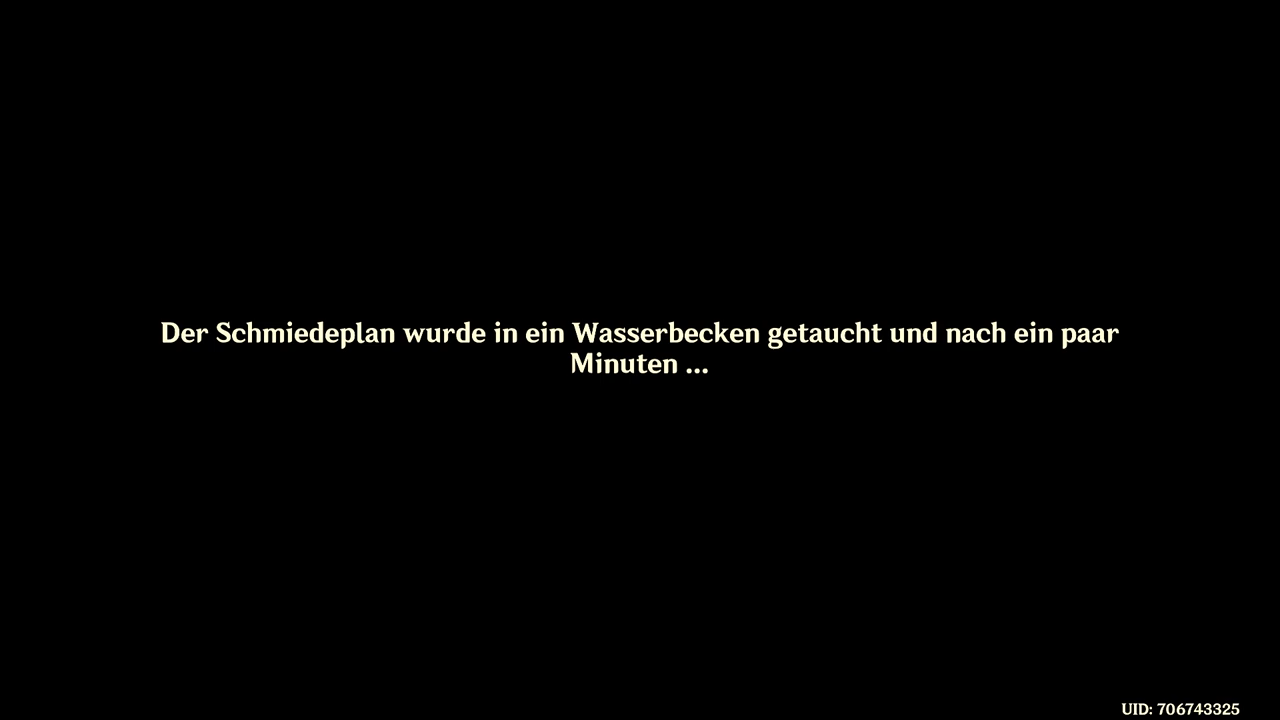 Der Schmiedeplan wurde in ein Wasserbecken getaucht und nach ein paar
Minuten ...
UID: 706743325